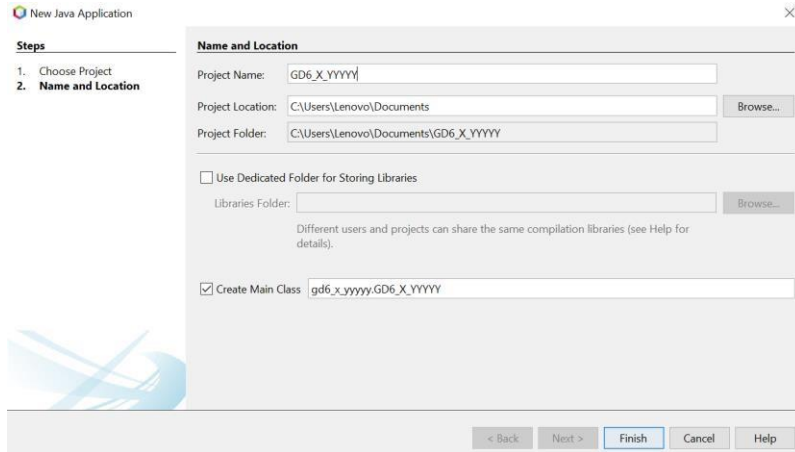 New Java Application
Steps
1. Choose Project
2. Name and Location
Name and Location
Project Name: GD6_X_YYYYY
Project Location: C:\Users\Lenovo\Documents Browse...
Project Folder: C:\Users\Lenovo\Documents\GD6_X_YYYYY
Use Dedicated Folder for Storing Libraries
Libraries Folder: Browse...
Different users and projects can share the same compilation libraries (see Help for
details).
Create Main Class gd6_x_yyyyy.GD6_X_YYYYY
< Back Next > Finish Cancel Help